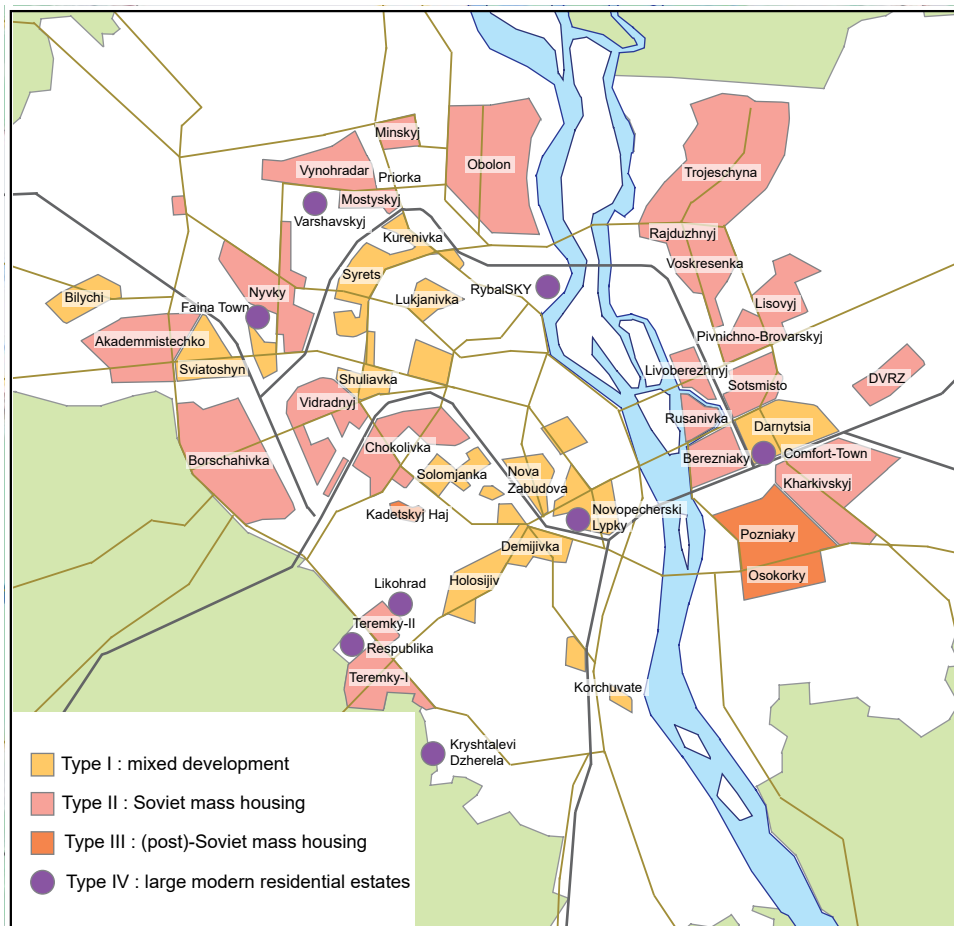 Minskyj
Vynohradar
Obolon
Priorka
Trojeschyna
Mostyskyj
Varshavskyj
Kurenivka
Rajduzhnyj
Voskresenka
Syrets
Bilychi
Nyvky
Lukjanivka
RybalSKY
Faina Town
Lisovyj
Akademmistechko
Pivnichno-Brovarskyj
Sviatoshyn
Shuliavka
Livoberezhnyj
Sotsmisto
DVRZ
Vidradnyj
Rusanivka
Darnytsia
Chokolivka
Borschahivka
Berezniaky
Comfort-Town
Solomjanka
Nova
Zabudova
Kharkivskyj
Kadetskyj Haj
Novopecherski
Lypky
Pozniaky
Demijivka
Osokorky
Holosijiv
Likohrad
Teremky-II
Respublika
Teremky-I
Korchuvate
Kryshtalevi
Dzherela
Type I : mixed development
Type II : Soviet mass housing
Type III : (post)-Soviet mass housing
Type IV : large modern residential estates